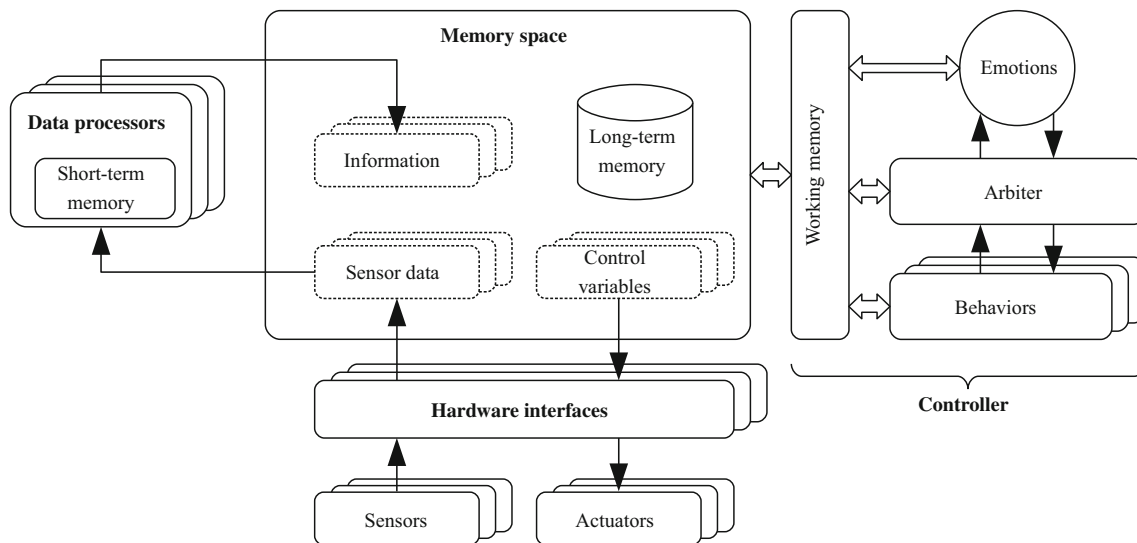 Memory space
Data processors
Short-term
memory
Information
Long-term
memory
Sensor data
Control
variables
Working memory
Emotions
Arbiter
Behaviors
Controller
Hardware interfaces
Sensors
Actuators